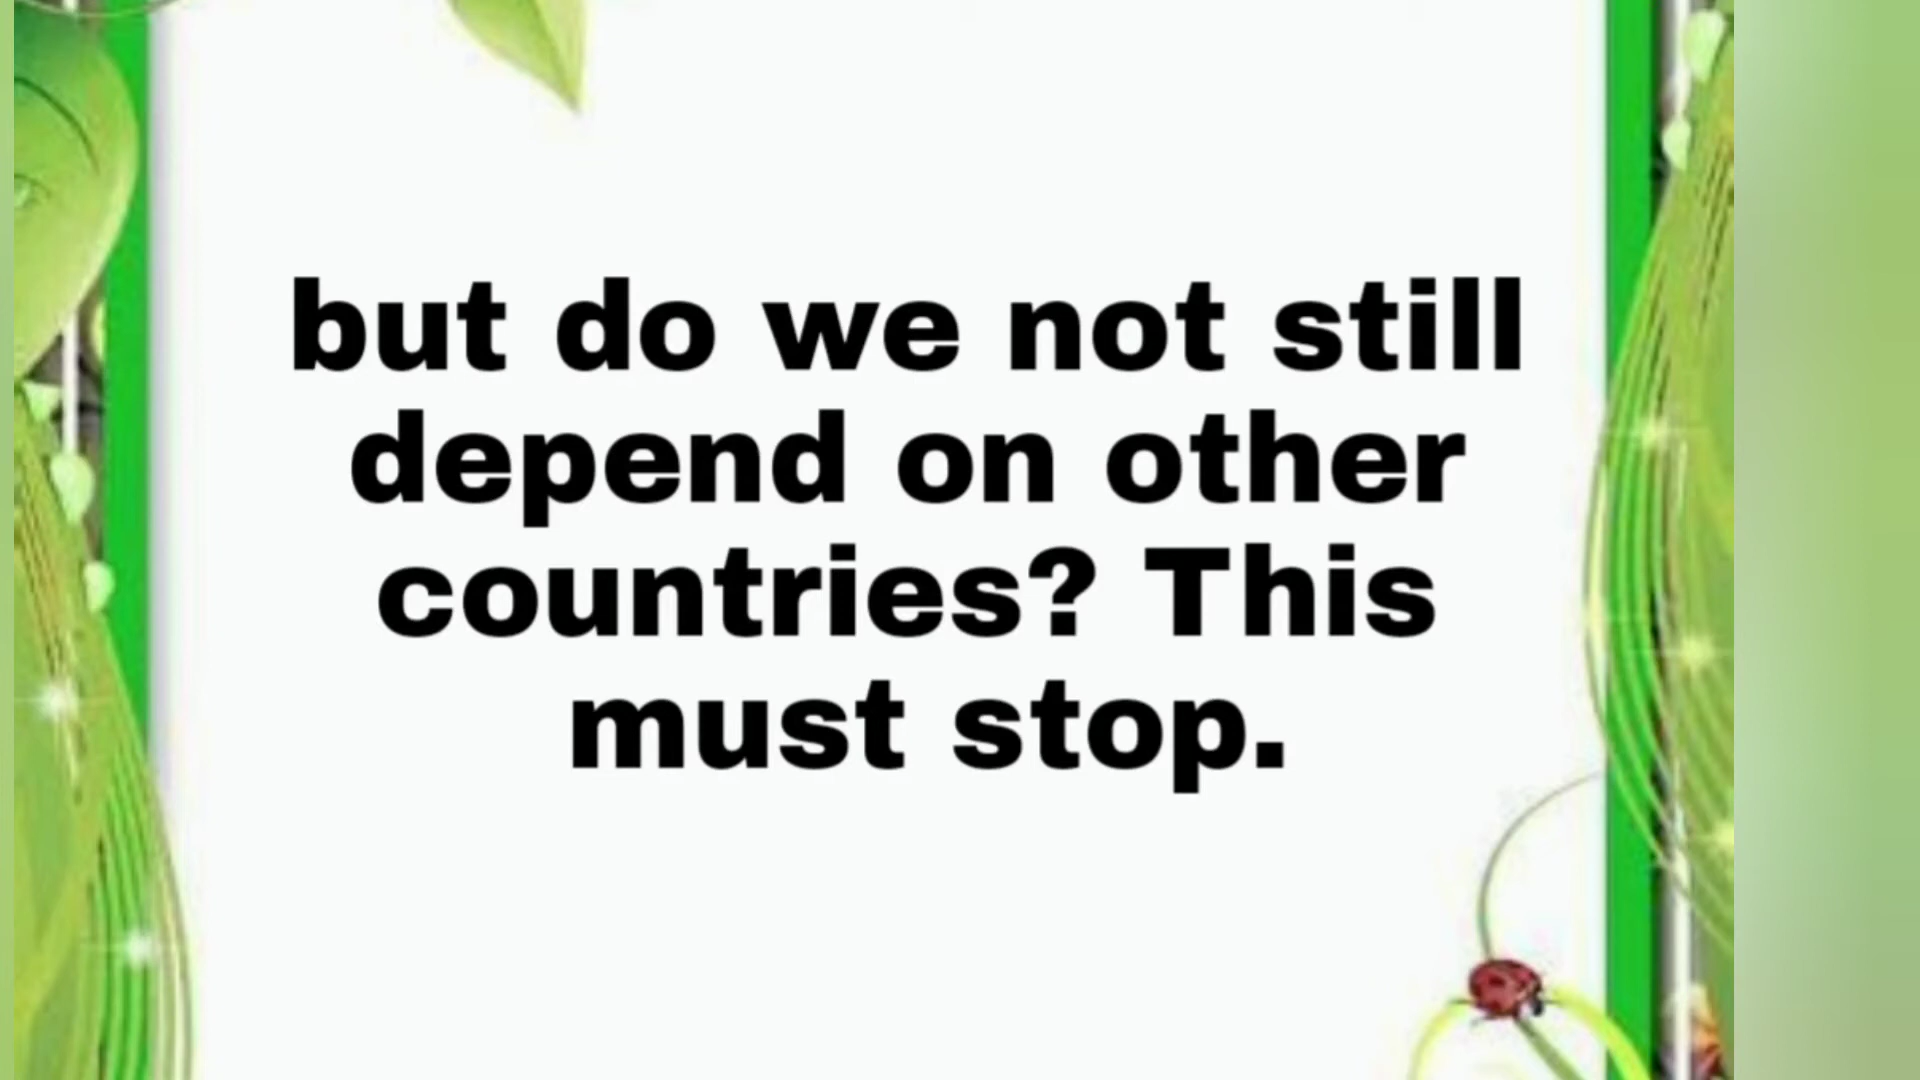 but do we not still
depend on other
countries? This
must stop.